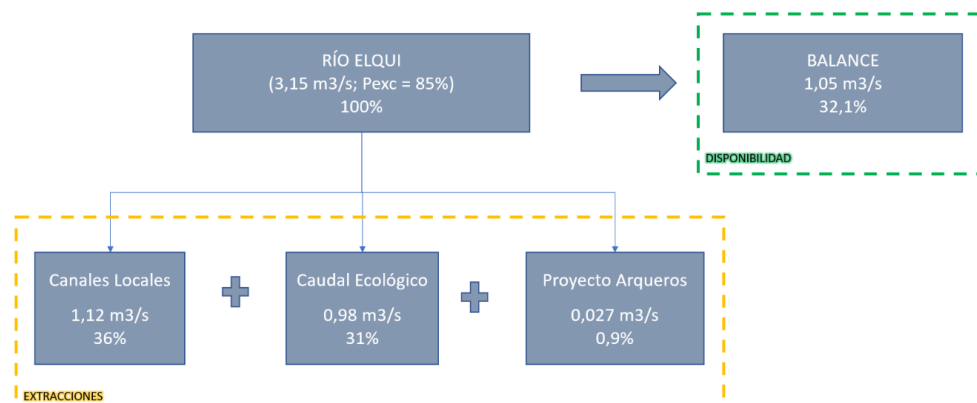 RÍO ELQUI
(3,15 m3/s; Pexc = 85%)
100%
BALANCE
1,05 m3/s
32,1%
DISPONIBILIDAD
Canales Locales
1,12 m3/s
36%
Caudal Ecológico
0,98 m3/s
31%
Proyecto Arqueros
0,027 m3/s
0,9%
EXTRACCIONES